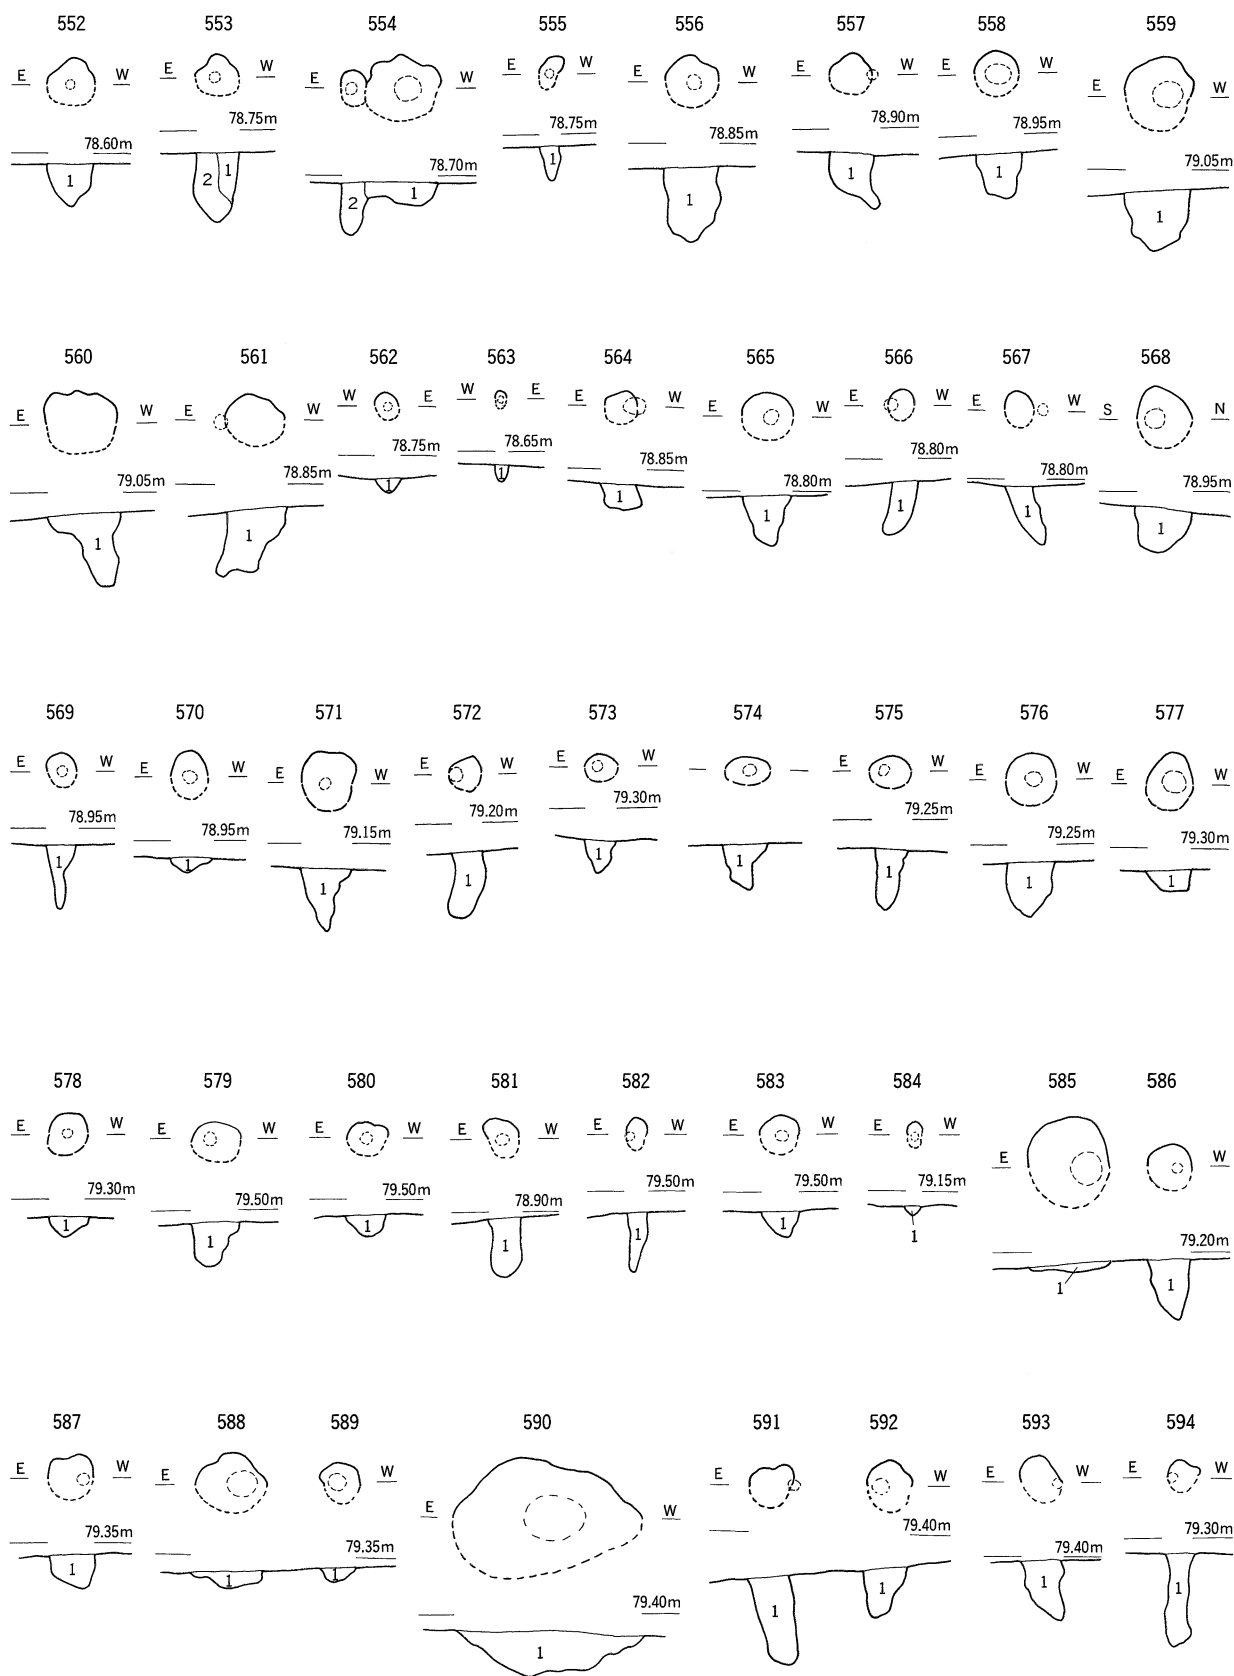 552 553 554 555 556 557 558 559
E W E W E W E W E W E W E W E W
78.60m 78.75m 78.70m 78.75m 78.85m 78.90m 78.95m 79.05m
1 2 1 2 1 1 1 1 1 1
560 561 562 563 564 565 566 567 568
E W E W W E W E E W E W E W E W S N
79.05m 78.85m 78.75m 78.65m 78.85m 78.80m 78.80m 78.80m 78.95m
1 1 1 1 1 1 1 1 1
569 570 571 572 573 574 575 576 577
E W E W E W E W E W E W E W E W
78.95m 78.95m 79.15m 79.20m 79.30m 79.25m 79.25m 79.30m
1 1 1 1 1 1 1 1 1
578 579 580 581 582 583 584 585 586
E W E W E W E W E W E W E W E W
79.30m 79.50m 79.50m 78.90m 79.50m 79.50m 79.15m 79.20m
1 1 1 1 1 1 1 1 1
587 588 589 590 591 592 593 594
E W E W E W E W E W E W
79.35m 79.35m 79.40m 79.40m 79.40m 79.30m
1 1 1 1 1 1 1 1